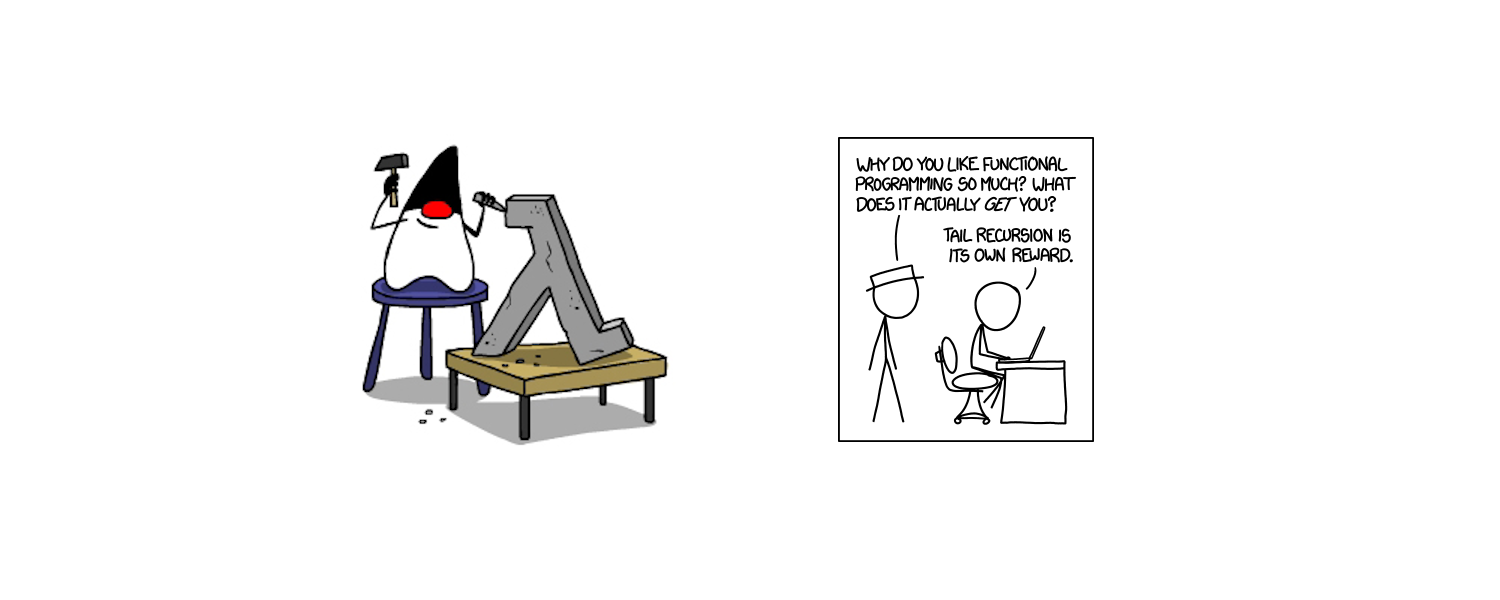 WHY DO YOU LIKE FUNCTIONAL
PROGRAMMING SO MUCH? WHAT
DOES IT ACTUALLY GET YOU?
TAIL RECURSION IS
ITS OWN REWARD.